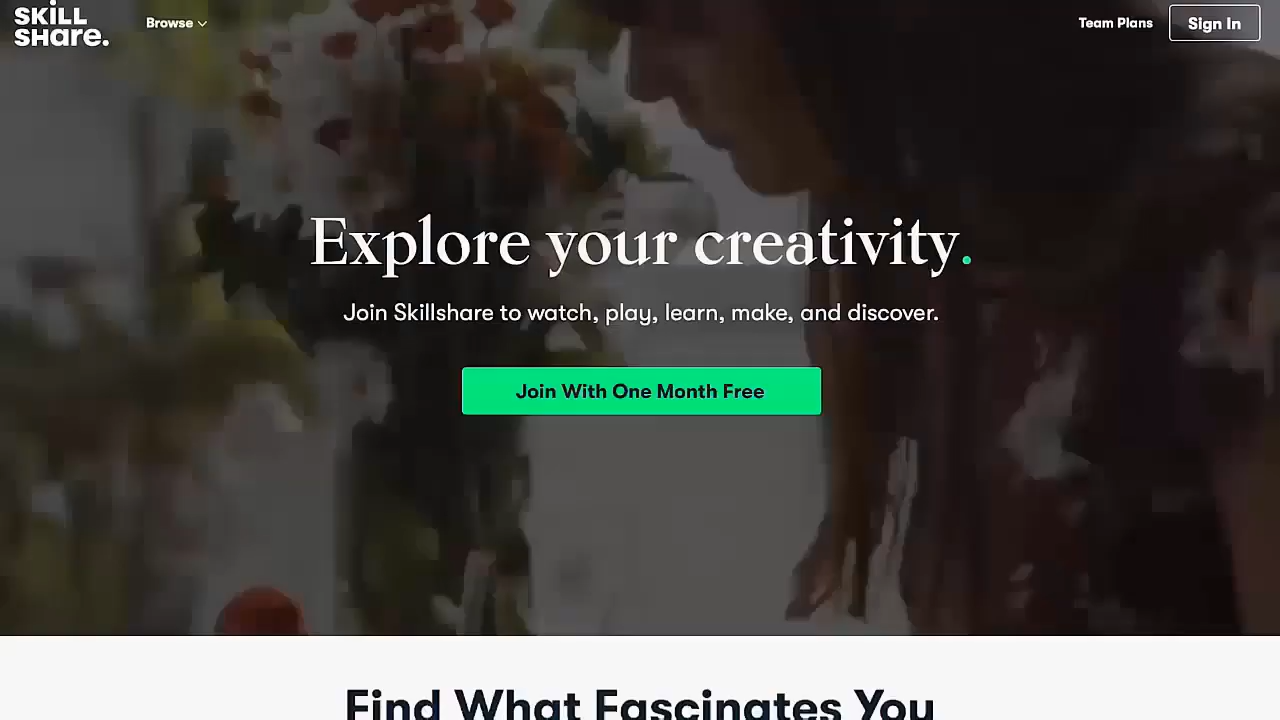 SKiLL
SHare.
Browse
Team Plans
Sign In
Explore your creativity.
Join Skillshare to watch, play, learn, make, and discover.
Join With One Month Free
Find What Fascinates You